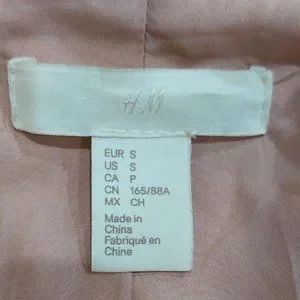 H&M
EUR S
US S
CA P
CN 165/88A
MX CH
Made in
China
Fabriqué en
Chine